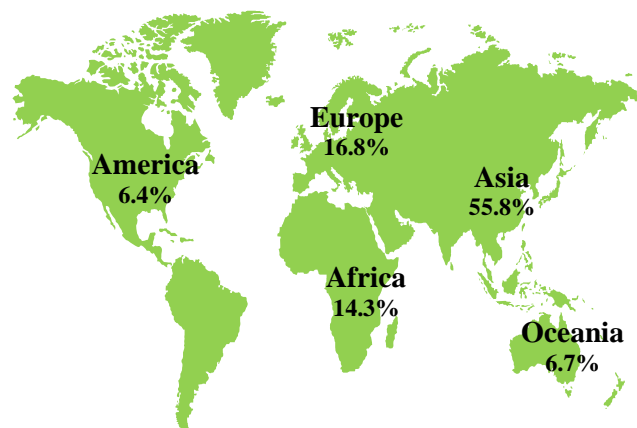 Europe
16.8%
America
6.4%
Asia
55.8%
Africa
14.3%
Oceania
6.7%